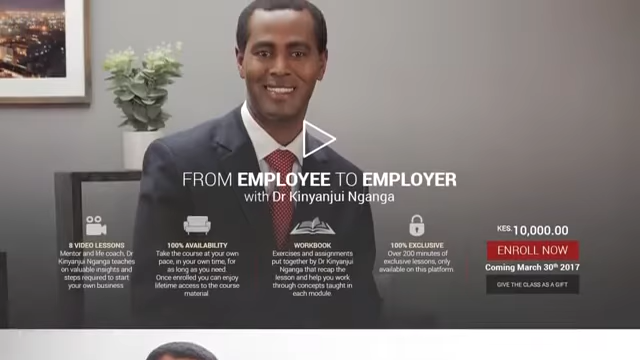 FROM EMPLOYEE TO EMPLOYER
with Dr Kinyanjui Nganga
8 VIDEO LESSONS
Mentor and life coach, Dr
Kinyanjui Nganga teaches
on valuable insights and
steps required to start
your own business
100% AVAILABILITY
Take the course at your own
pace, in your own time, for
as long as you need.
Once enrolled you can enjoy
lifetime access to the course
material
WORKBOOK
Exercises and assignments
put together by Dr Kinyanjui
Nganga that recap the
lesson and help you work
through concepts taught in
each module.
100% EXCLUSIVE
Over 200 minutes of
exclusive lessons, only
available on this platform.
KES. 10,000.00
ENROLL NOW
Coming March 30th 2017
GIVE THE CLASS AS A GIFT